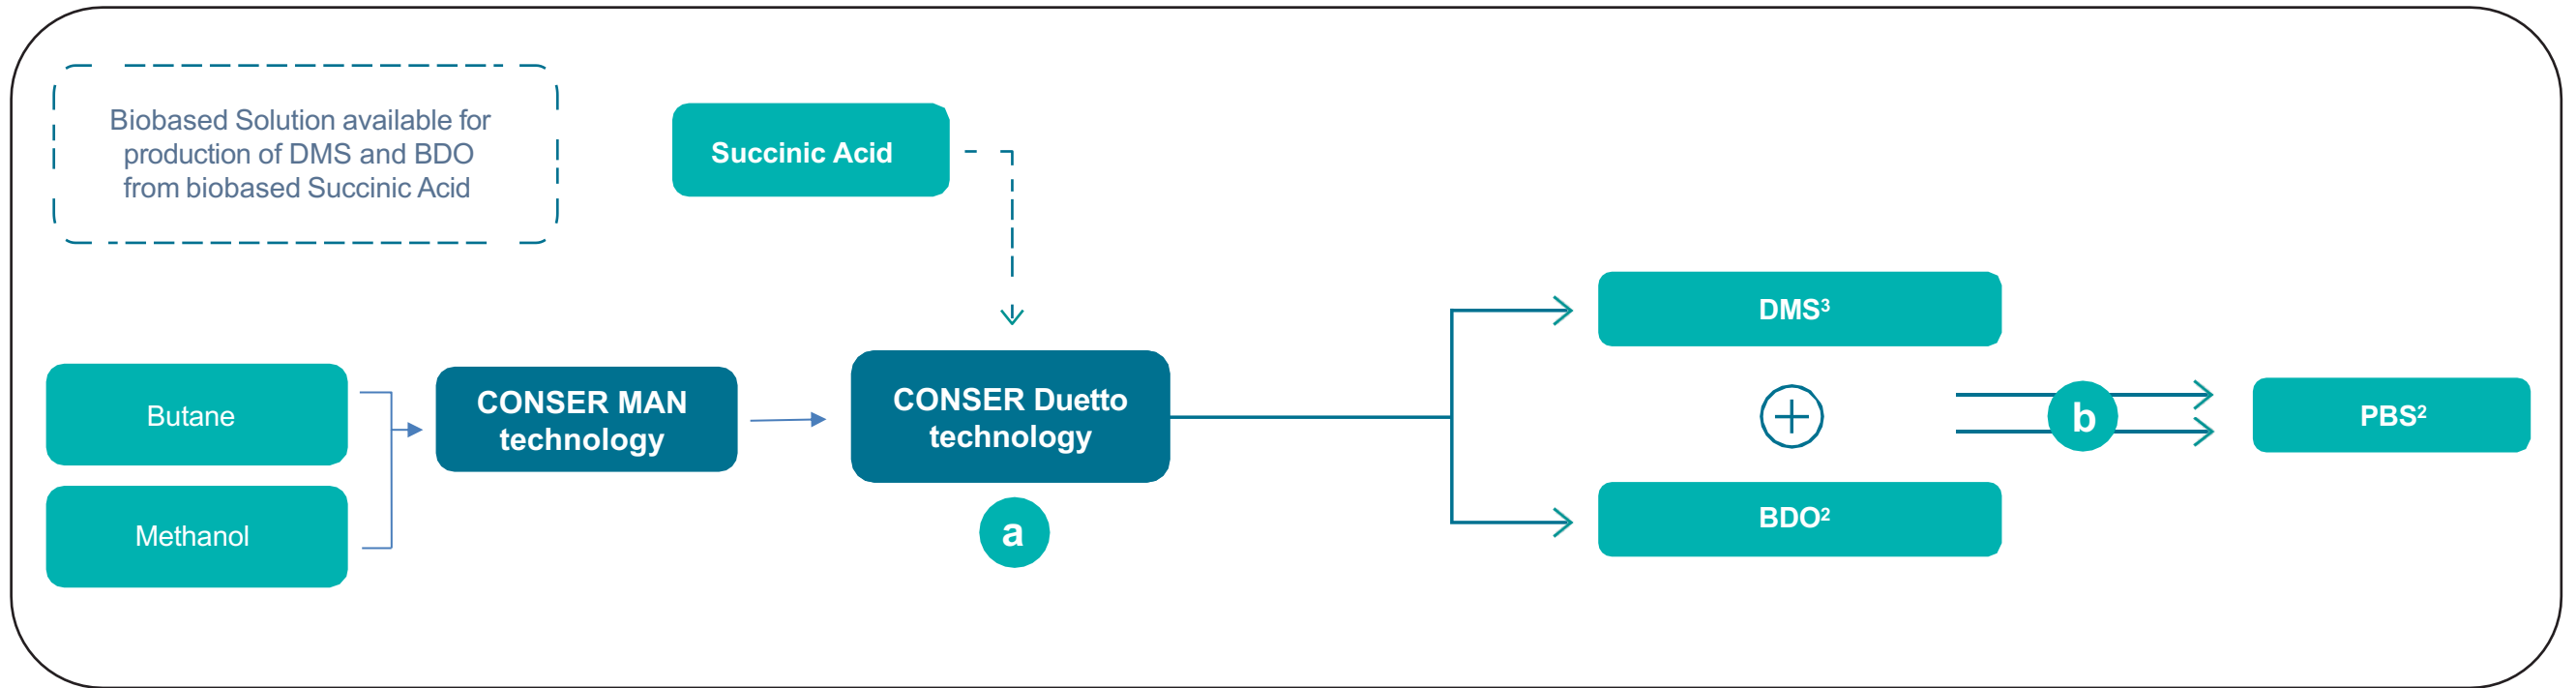 Biobased Solution available for
production of DMS and BDO
from biobased Succinic Acid
Succinic Acid
Butane
Methanol
CONSER MAN
technology
CONSER Duetto
technology
a
DMS³
BDO²
b
PBS²